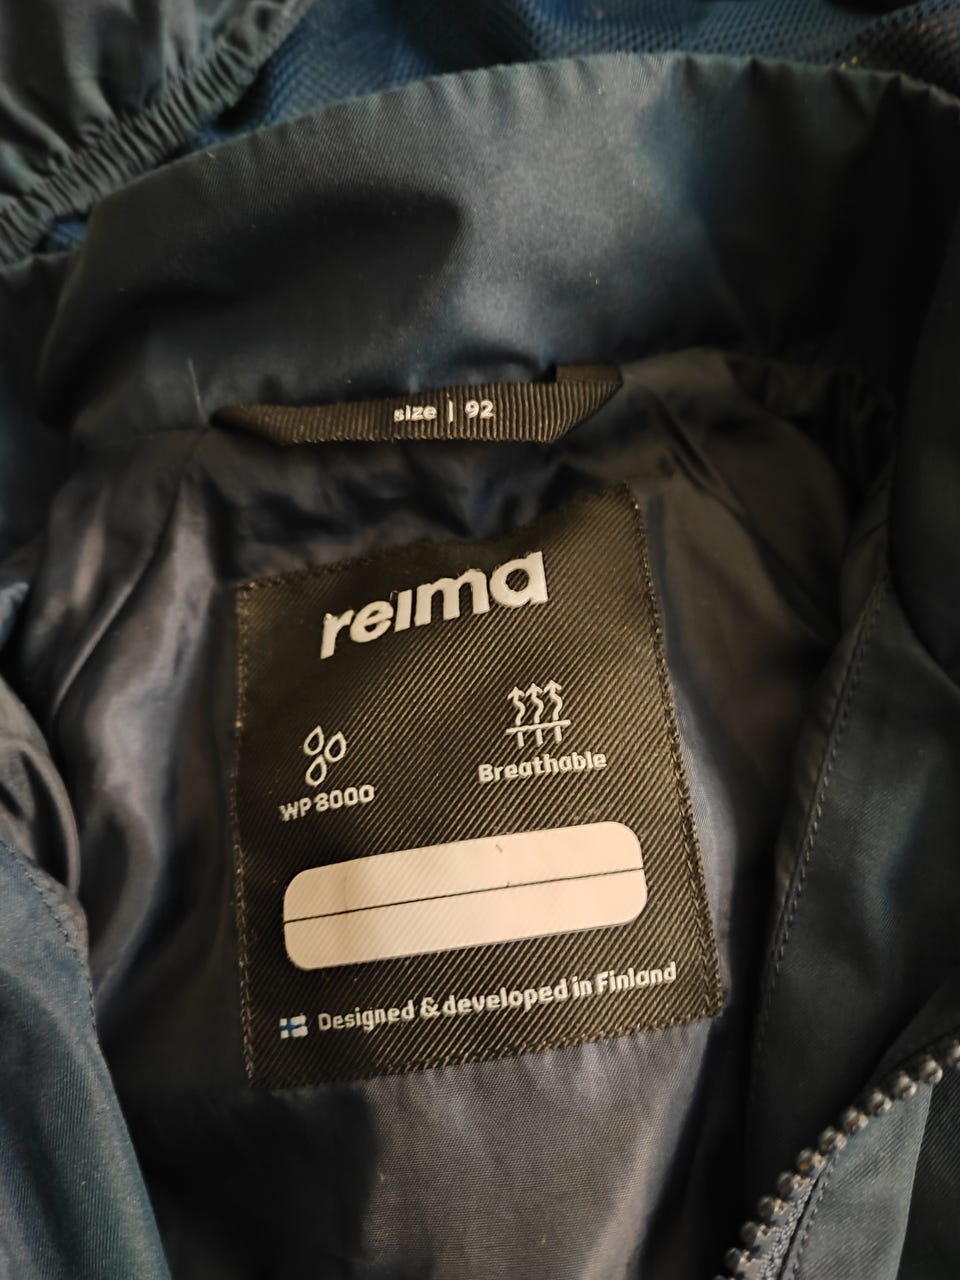 size | 92
reima
WP 8000
Breathable
Designed & developed in Finland